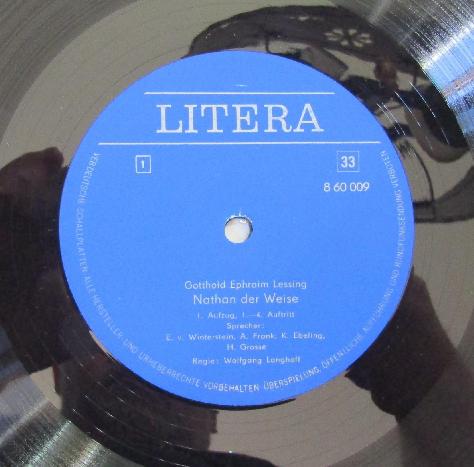 LITERA
1
33
8 60 009
Gotthold Ephraim Lessing
Nathan der Weise
1. Aufzug, 1.—4. Auftritt
Sprecher:
E. v. Winterstein, A. Frank, K. Ebeling,
H. Grosse
Regie: Wolfgang Langhoff
VEB DEUTSCHE SCHALLPLATTEN ALLE HERSTELLER- UND URHEBERRECHTE VORBEHALTEN ÜBERSPIELUNG, ÖFFENTLICHE AUFFÜHRUNG UND RUNDFUNKSENDUNG VERBOTEN